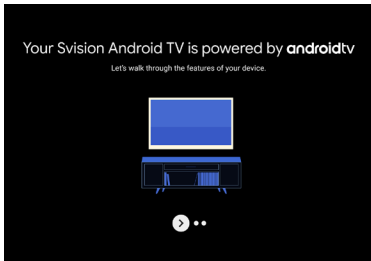 Your Svision Android TV is powered by androidtv
Let's walk through the features of your device.